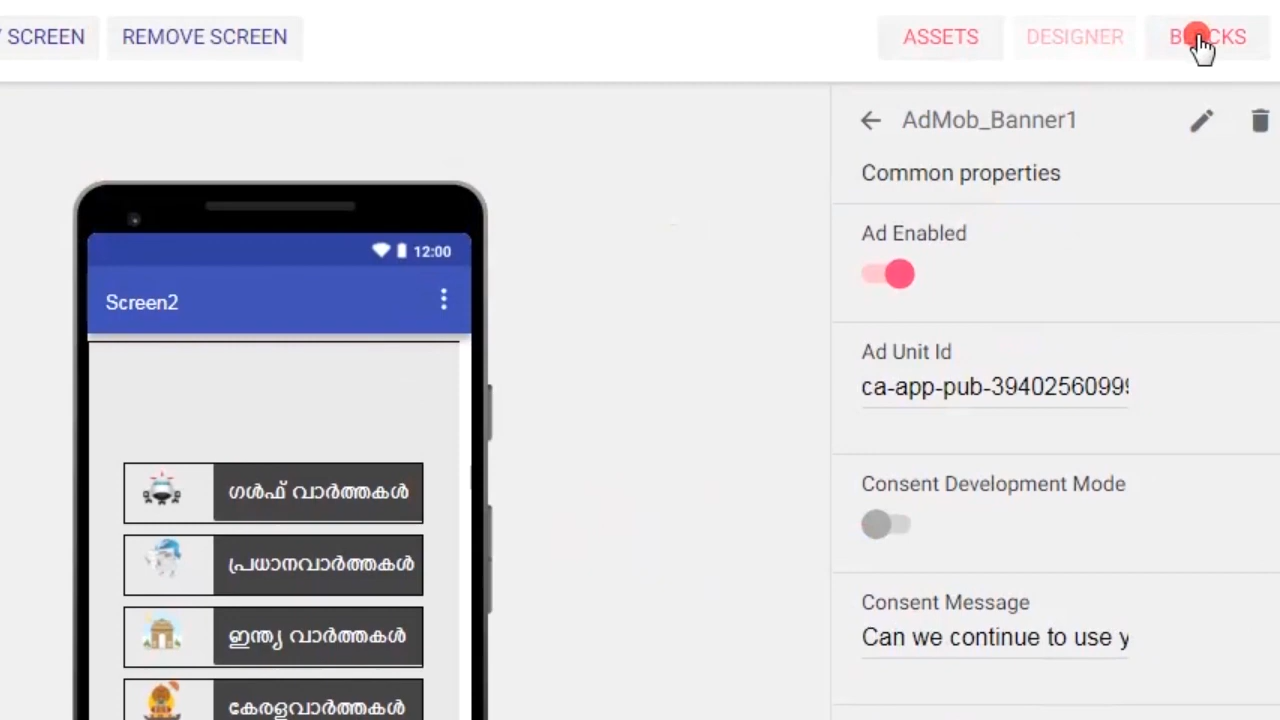 SCREEN
REMOVE SCREEN
ASSETS
DESIGNER
BLOCKS
AdMob_Banner1
Common properties
12:00
Ad Enabled
Screen2
Ad Unit Id
ca-app-pub-3940256099
ഗൾഫ് വാർത്തകൾ
Consent Development Mode
പ്രധാനവാർത്തകൾ
Consent Message
ഇന്ത്യ വാർത്തകൾ
Can we continue to use y
കേരളവാർത്തകൾ